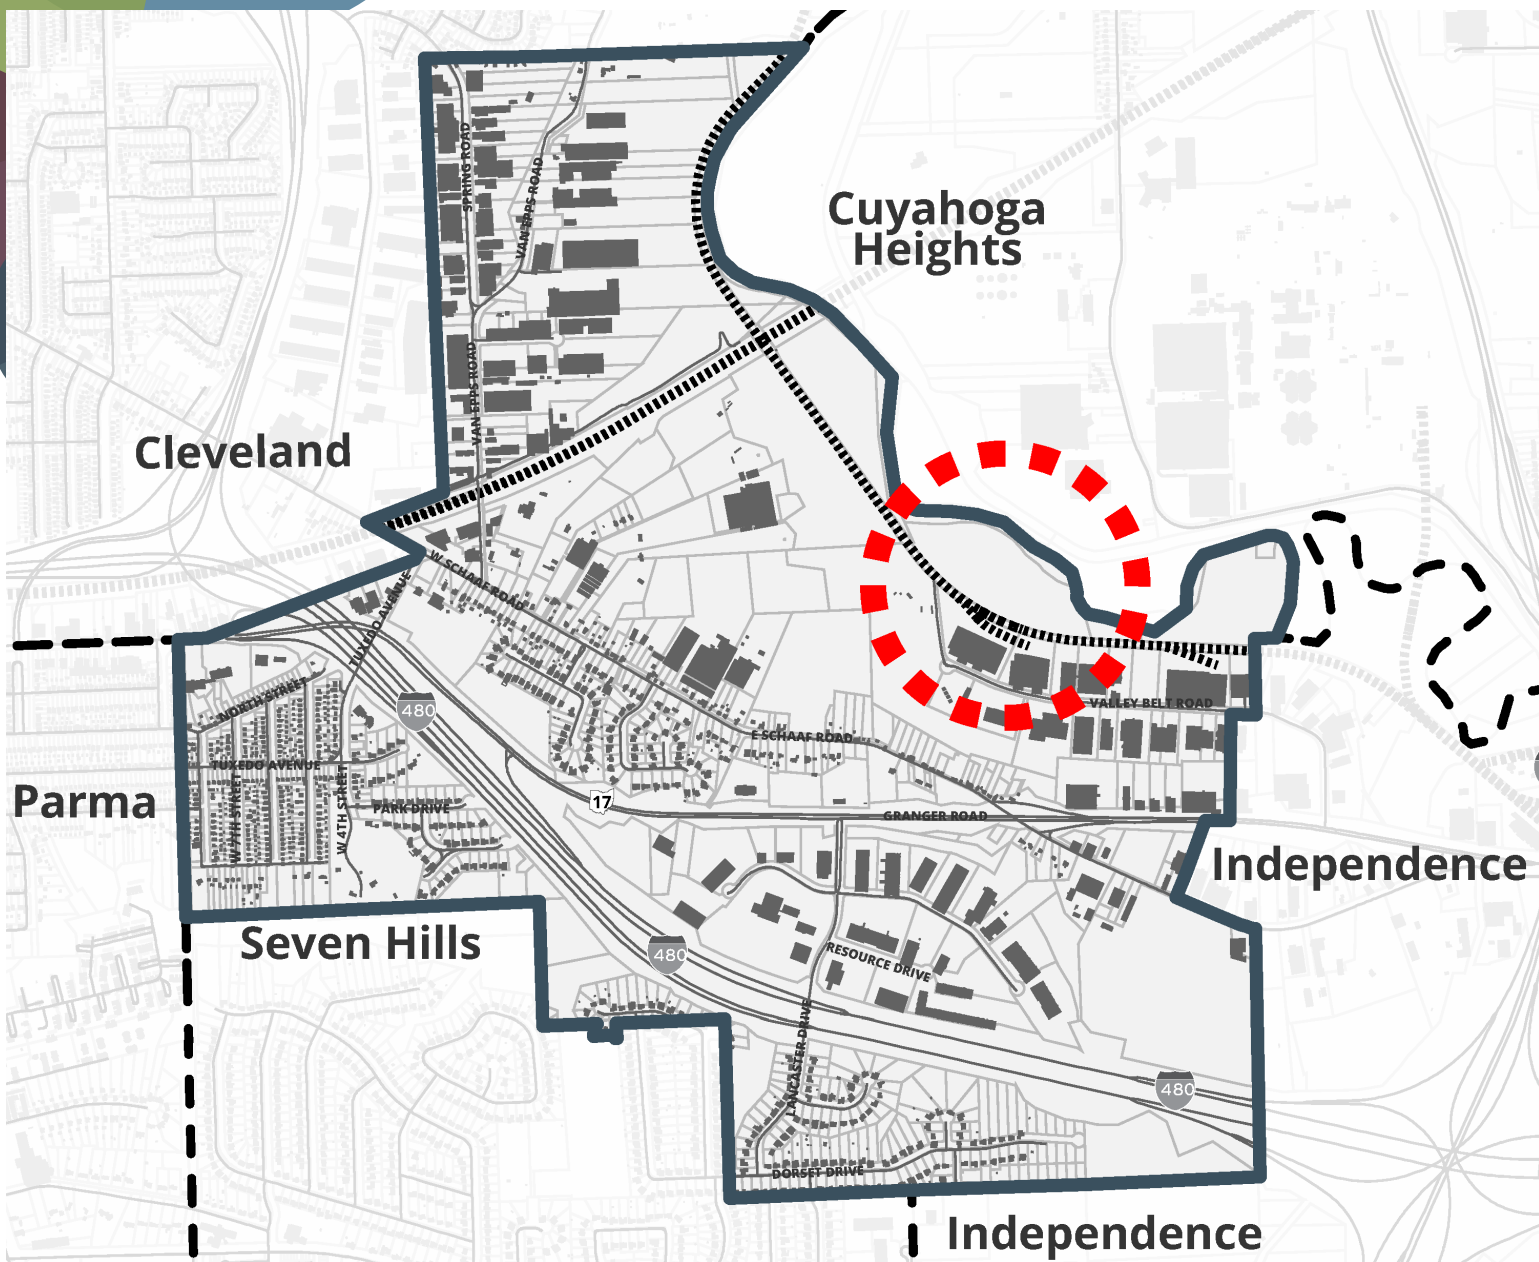 SPRING ROAD
VAN EPPS ROAD
Cuyahoga
Heights
VAN EPPS ROAD
Cleveland
W SCHAAF ROAD
TUXEDO AVENUE
NORTH STREET
480
VALLEY BELT ROAD
E SCHAAF ROAD
TUXEDO AVENUE
W 7TH STREET
W 4TH STREET
PARK DRIVE
Parma
17
GRANGER ROAD
Independence
Seven Hills
480
RESOURCE DRIVE
LANCASTER DRIVE
480
DORSET DRIVE
Independence